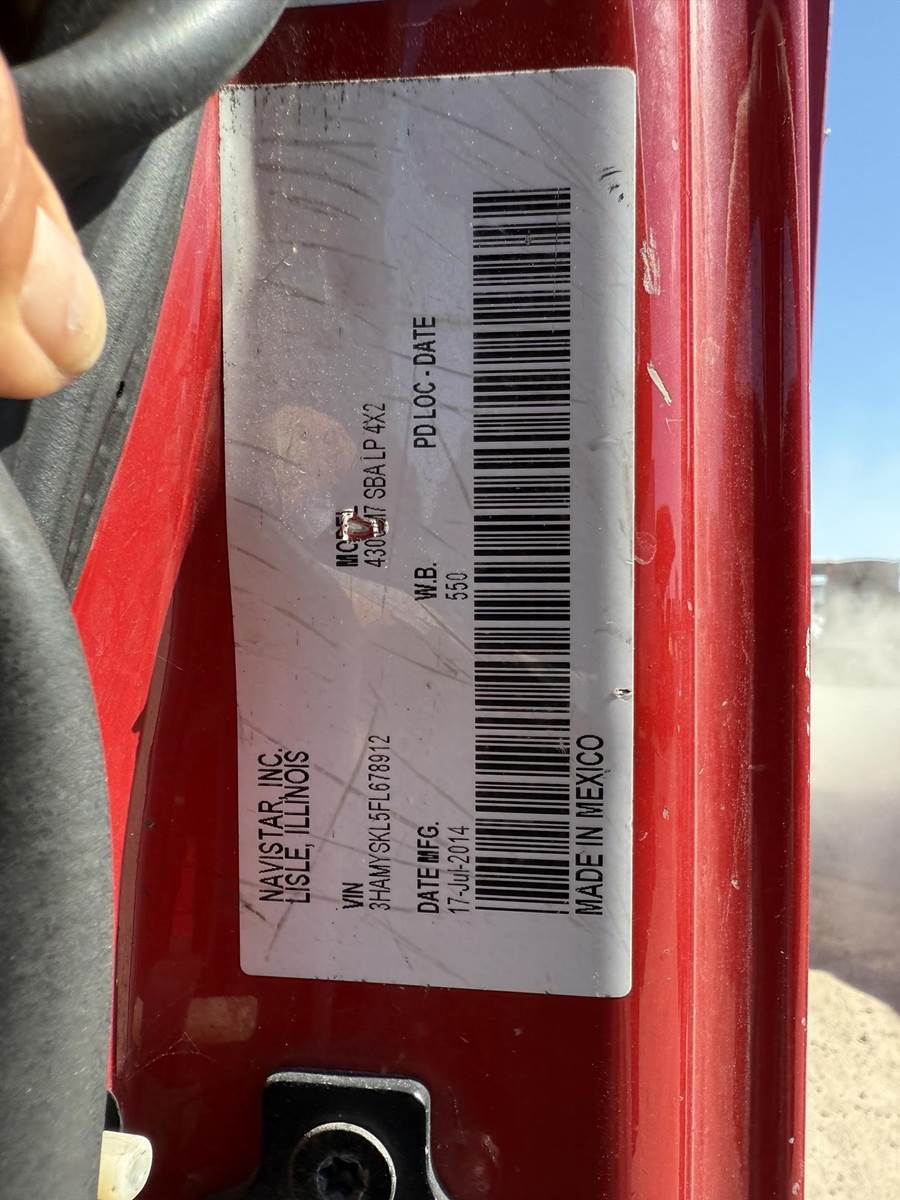 NAVISTAR, INC.
LISLE, ILLINOIS
VIN
3HAMYSKL5FL678912
MODEL
SBA LP 4X2
DATE MFG.
W.B.
PD LOC - DATE
17-Jul-2014
550
MADE IN MEXICO